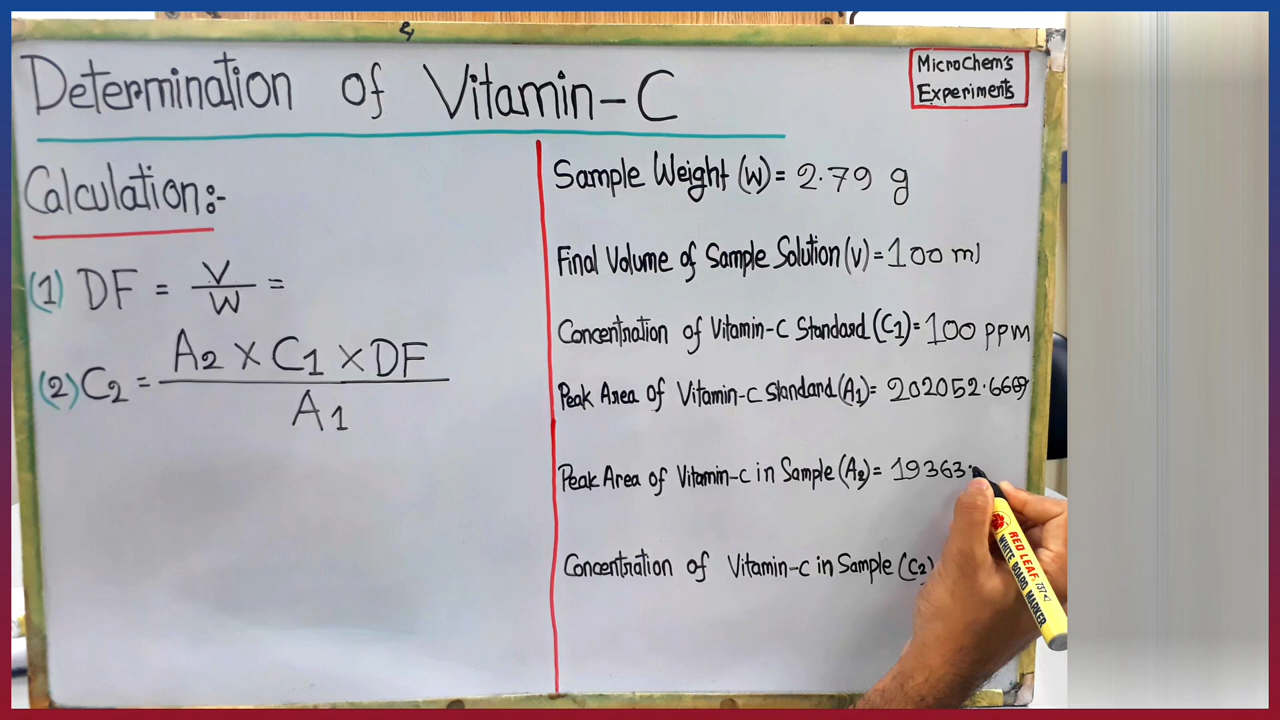 Determination of Vitamin-C
MicroChem's
Experiments
Calculation:-
(1) DF = V/W =
(2) C2 = A2 X C1 X DF
A1
Sample Weight (W) = 2.79 g
Final Volume of Sample Solution (V) = 100 ml
Concentration of Vitamin-C Standard (C1) = 100 ppm
Peak Area of Vitamin-C Standard (A1) = 202052.6669
Peak Area of Vitamin-C in Sample (A2) = 19363.
Concentration of Vitamin-C in Sample (C2)
RED LEAF
WHITE BOARD MARKER